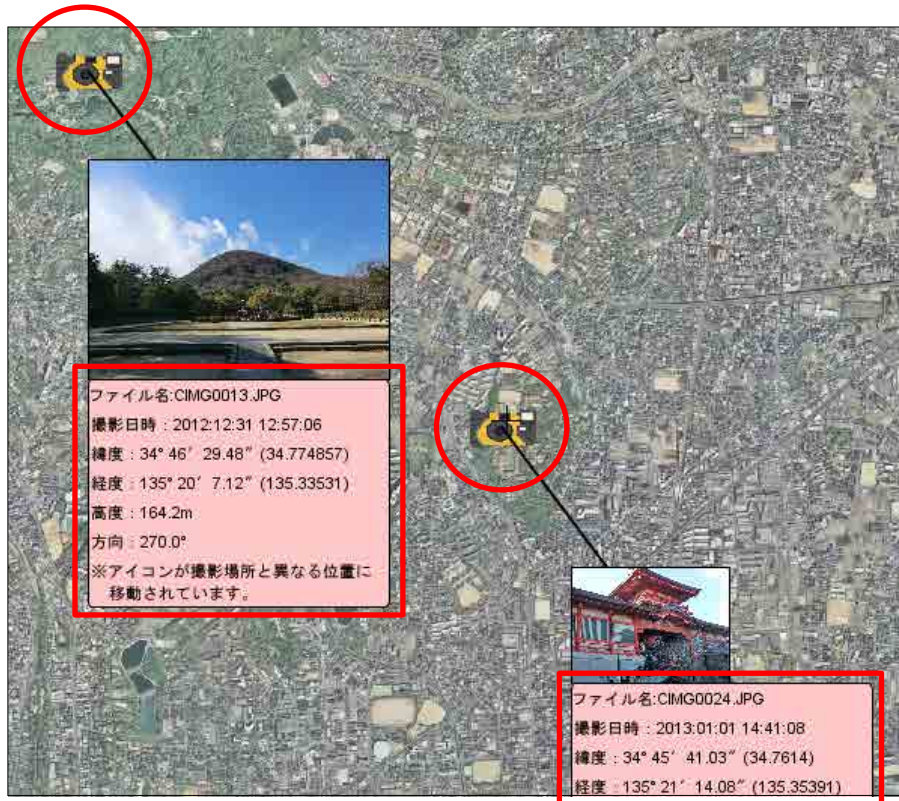 ファイル名:CIMG0013.JPG
撮影日時：2012:12:31 12:57:06
緯度：34° 46′ 29.48″ (34.774857)
経度：135° 20′ 7.12″ (135.33531)
高度：164.2m
方向：270.0°
※アイコンが撮影場所と異なる位置に
移動されています。
ファイル名:CIMG0024.JPG
撮影日時：2013:01:01 14:41:08
緯度：34° 45′ 41.03″ (34.7614)
経度：135° 21′ 14.08″ (135.35391)